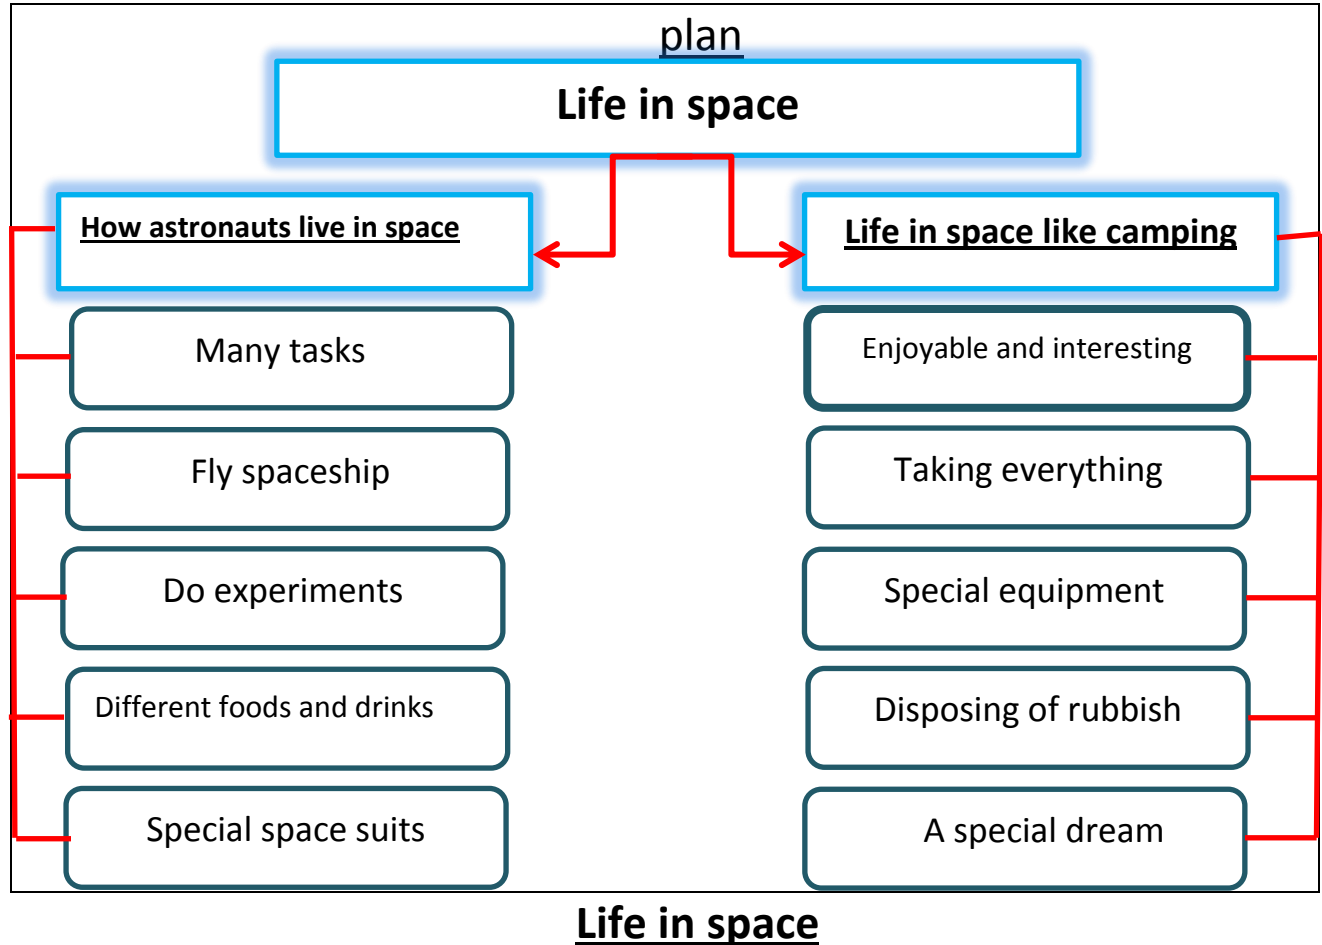 plan
Life in space
How astronauts live in space
Many tasks
Fly spaceship
Do experiments
Different foods and drinks
Special space suits
Life in space like camping
Enjoyable and interesting
Taking everything
Special equipment
Disposing of rubbish
A special dream
Life in space